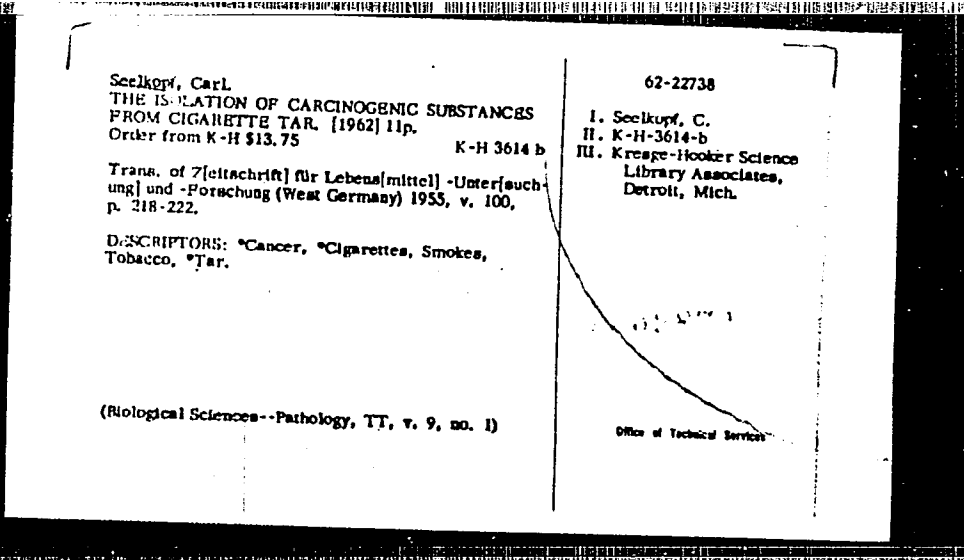 Seelkopf, Carl.
THE ISOLATION OF CARCINOGENIC SUBSTANCES
FROM CIGARETTE TAR. [1962] 11p.
Order from K-H $13.75
K-H 3614 b
Trans. of Z[eitschrift] für Lebens[mittel] -Unter[such-
ung] und -Forschung (West Germany) 1955, v. 100,
p. 218-222.
DESCRIPTORS: *Cancer, *Cigarettes, Smokes,
Tobacco, *Tar.
(Biological Sciences--Pathology, TT, v. 9, no. 1)
62-22738
I. Seelkopf, C.
II. K-H-3614-b
III. Kresge-Hooker Science
Library Associates,
Detroit, Mich.
Office of Technical Services